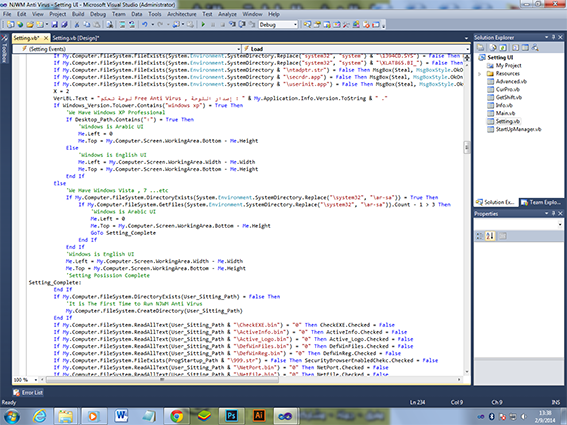 NJWM Anti Virus - Setting UI - Microsoft Visual Studio (Administrator)
File Edit View Project Build Debug Team Data Tools Architecture Test Analyze Window Help
Setting.vb* Setting.vb [Design]*
Toolbox
(Setting Events) Load
If My.Computer.FileSystem.FileExists(System.Environment.SystemDirectory.Replace("system32", "system") & = False
If My.Computer.FileSystem.FileExists(System.Environment.SystemDirectory.Replace("system32", "system") & = False
If My.Computer.FileSystem.FileExists(System.Environment.SystemDirectory & "\ntadptr.str") = False Then MsgBox(Steal, MsgBoxStyle.OkO
If My.Computer.FileSystem.FileExists(System.Environment.SystemDirectory & = False Then MsgBox(Steal, MsgBoxStyle.OkO
If My.Computer.FileSystem.FileExists(System.Environment.SystemDirectory & = False Then MsgBox(Steal, MsgBoxStyle.OkO
X = 2
VerLBL.Text = Free Anti Virus , " & My.Application.Info.Version.ToString & " ."
If Windows_Version.ToLower.Contains("windows xp") = True Then
'We Have Windows XP Professional
If Desktop_Path.Contains = True Then
'Windows is Arabic UI
Me.Left = 0
Me.Top = My.Computer.Screen.WorkingArea.Bottom - Me.Height
Else
'Windows is English UI
Me.Left = My.Computer.Screen.WorkingArea.Width - Me.Width
Me.Top = My.Computer.Screen.WorkingArea.Bottom - Me.Height
End If
Else
'We Have Windows Vista , 7 ...etc
If My.Computer.FileSystem.DirectoryExists(System.Environment.SystemDirectory.Replace("\system32", "\ar-sa")) = True Then
If My.Computer.FileSystem.GetFiles(System.Environment.SystemDirectory.Replace("\system32", "\ar-sa")).Count - 1 > 3 Then
'Windows is Arabic UI
Me.Left = 0
Me.Top = My.Computer.Screen.WorkingArea.Bottom - Me.Height
GoTo Setting_Complete
End If
End If
'Windows is English UI
Me.Left = My.Computer.Screen.WorkingArea.Width - Me.Width
Me.Top = My.Computer.Screen.WorkingArea.Bottom - Me.Height
'Setting Posission Complete
Setting_Complete:
End If
If My.Computer.FileSystem.DirectoryExists(User_Sitting_Path) = False Then
'It is The First Time to Run NJWM Anti Virus
My.Computer.FileSystem.CreateDirectory(User_Sitting_Path)
End If
If My.Computer.FileSystem.ReadAllText(User_Sitting_Path & "\CheckEXE.bin") = "0" Then CheckEXE.Checked = False
If My.Computer.FileSystem.ReadAllText(User_Sitting_Path & "\ActiveInfo.bin") = "0" Then ActiveInfo.Checked = False
If My.Computer.FileSystem.ReadAllText(User_Sitting_Path & "\Active_Logo.bin") = "0" Then Active_Logo.Checked = False
If My.Computer.FileSystem.ReadAllText(User_Sitting_Path & "\DefwinFiles.bin") = "0" Then DefwinFiles.Checked = False
If My.Computer.FileSystem.ReadAllText(User_Sitting_Path & "\DefwinReg.bin") = "0" Then DefwinReg.Checked = False
If My.Computer.FileSystem.FileExists(ProgStartup_Path & "\999.str") = False Then SecurityBrowserEnabledChekc.Checked = False
If My.Computer.FileSystem.ReadAllText(User_Sitting_Path & "\NetPort.bin") = "0" Then NetPort.Checked = False
If My.Computer.FileSystem.ReadAllText(User_Sitting_Path & "\NetFile.bin") = "0" Then NetFile.Checked = False
100 %
Error List
Ln 234 Col 9 Ch 9 INS
Solution Explorer
Setting UI
My Project
Resources
Advanced.vb
CurPro.vb
GetShift.vb
Info.vb
Main.vb
Setting.vb
StartUpManager.vb
Solution Ex... Team Explo...
Properties
13:38
2/9/2014